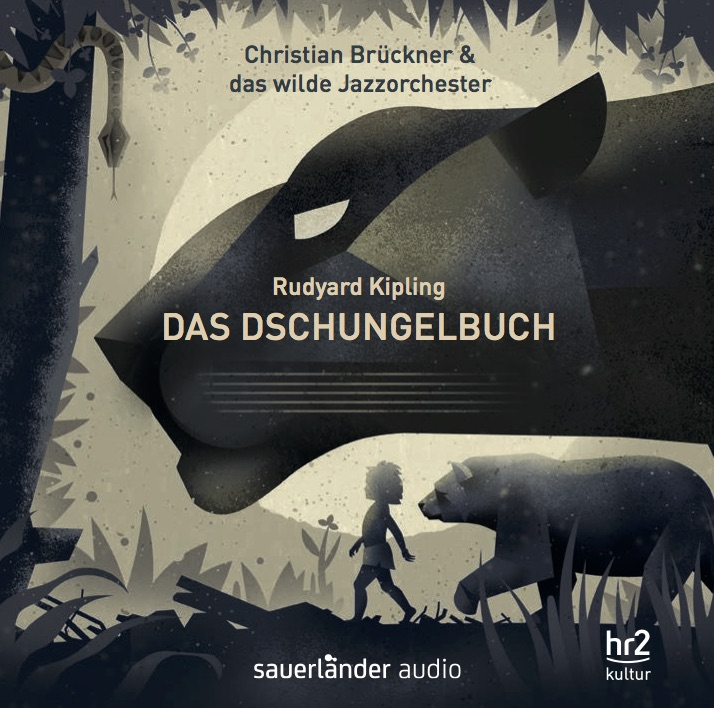 Christian Brückner &
das wilde Jazzorchester
Rudyard Kipling
DAS DSCHUNGELBUCH
sauerländer audio
hr2
kultur